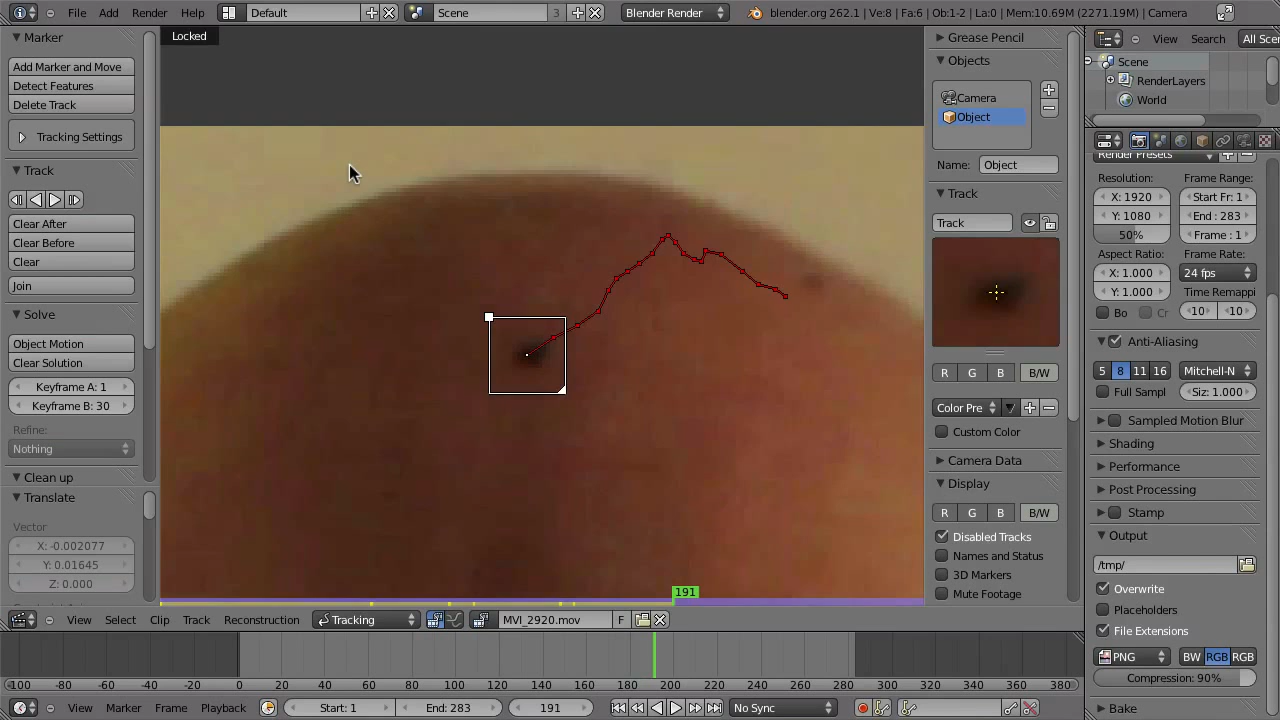 File Add Render Help Default Scene 3 Blender Render blender.org 262.1 | Ve:8 | Fa:6 | Ob:1-2 | La:0 | Mem:10.69M (2271.19M) | Camera
Marker
Add Marker and Move
Detect Features
Delete Track
Tracking Settings
Track
Clear After
Clear Before
Clear
Join
Solve
Object Motion
Clear Solution
Keyframe A: 1
Keyframe B: 30
Refine:
Nothing
Clean up
Translate
Vector
X: -0.002077
Y: 0.01645
Z: 0.000
Locked
191
Grease Pencil
Objects
Camera
Object
Name: Object
Track
Track
R G B B/W
Color Pre
Custom Color
Camera Data
Display
R G B B/W
Disabled Tracks
Names and Status
3D Markers
Mute Footage
View Search All Scen
Scene
RenderLayers
World
Render Presets
Resolution: Frame Range:
X: 1920 Start Fr: 1
Y: 1080 End : 283
50% Frame : 1
Aspect Ratio: Frame Rate:
X: 1.000 24 fps
Y: 1.000 Time Remappi
Bo Cr 10 10
Anti-Aliasing
5 8 11 16 Mitchell-N
Full Sampl Siz: 1.000
Sampled Motion Blur
Shading
Performance
Post Processing
Stamp
Output
/tmp/
Overwrite
Placeholders
File Extensions
PNG BW RGB RGB
Compression: 90%
Bake
View Select Clip Track Reconstruction Tracking MVI_2920.mov F
-100 -80 -60 -40 -20 0 20 40 60 80 100 120 140 160 180 200 220 240 260 280 300 320 340 360 380
View Marker Frame Playback Start: 1 End: 283 191 No Sync